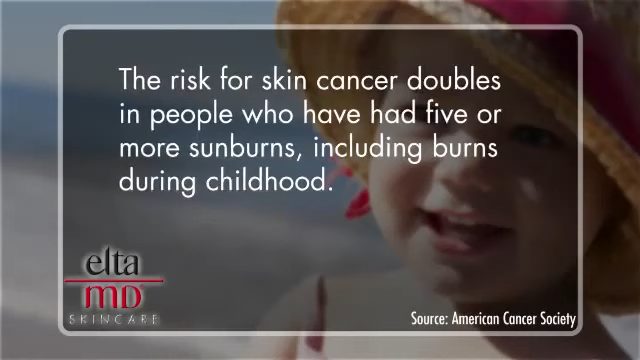 The risk for skin cancer doubles
in people who have had five or
more sunburns, including burns
during childhood.
elta
MD
SKINCARE
Source: American Cancer Society